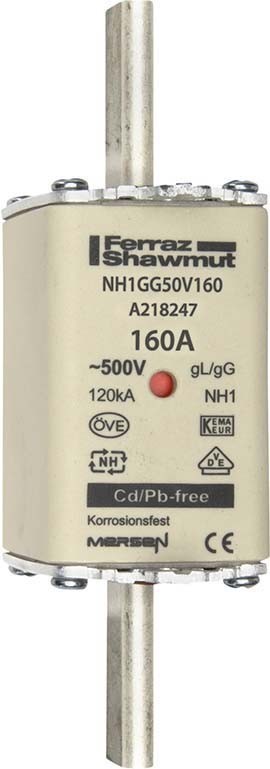 Ferraz
Shawmut
NH1GG50V160
A218247
160A
~500V gL/gG
120kA NH1
ÖVE KEMA
KEUR
NH VDE
Cd/Pb-free
Korrosionsfest
MERSEN CE